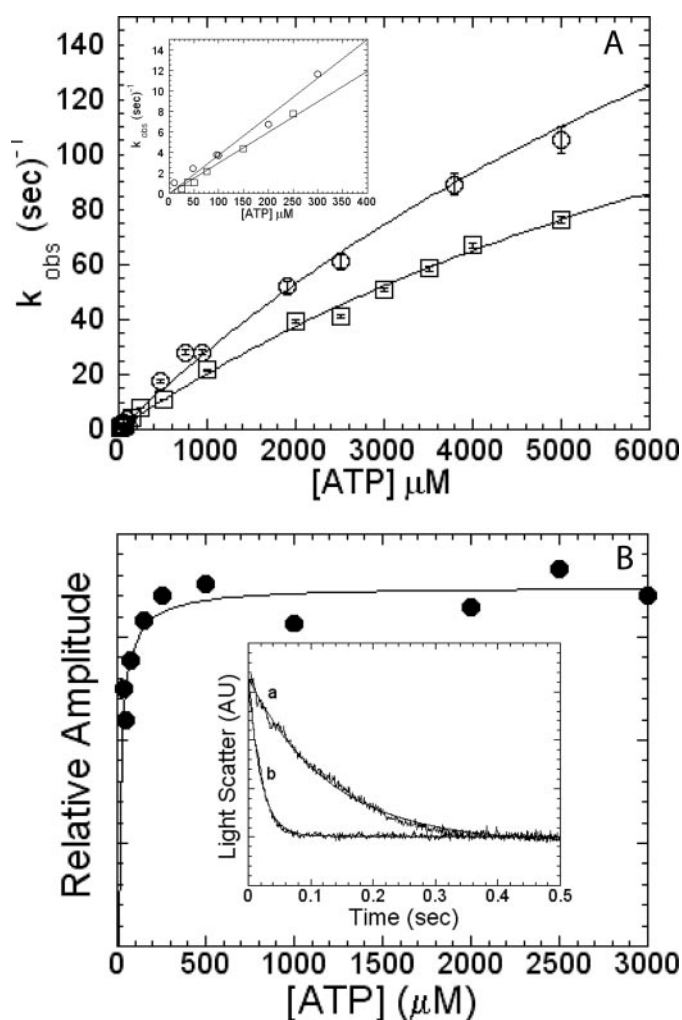 A
k obs (sec)-1
140
120
100
80
60
40
20
0
0 1000 2000 3000 4000 5000 6000
[ATP] μM
k obs (sec)-1
14
12
10
8
6
4
2
0
0 50 100 150 200 250 300 350 400
[ATP] μM
B
Relative Amplitude
0 500 1000 1500 2000 2500 3000
[ATP] (μM)
a
b
Light Scatter (AU)
0 0.1 0.2 0.3 0.4 0.5
Time (sec)